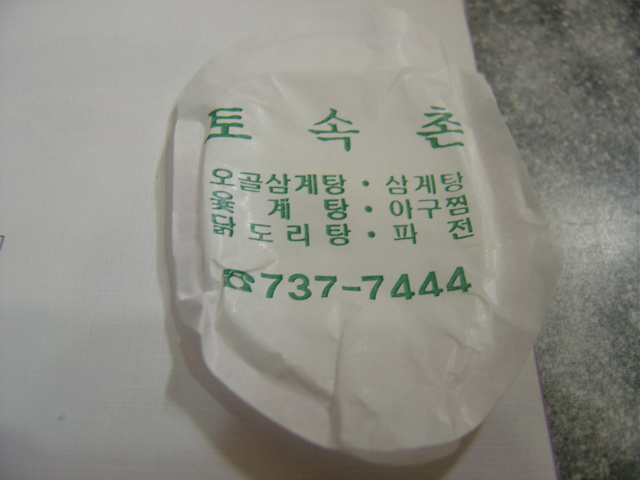 토 속 촌
오골삼계탕 · 삼계탕
옻 계 탕 · 아구찜
닭 도 리 탕 · 파 전
☎737-7444